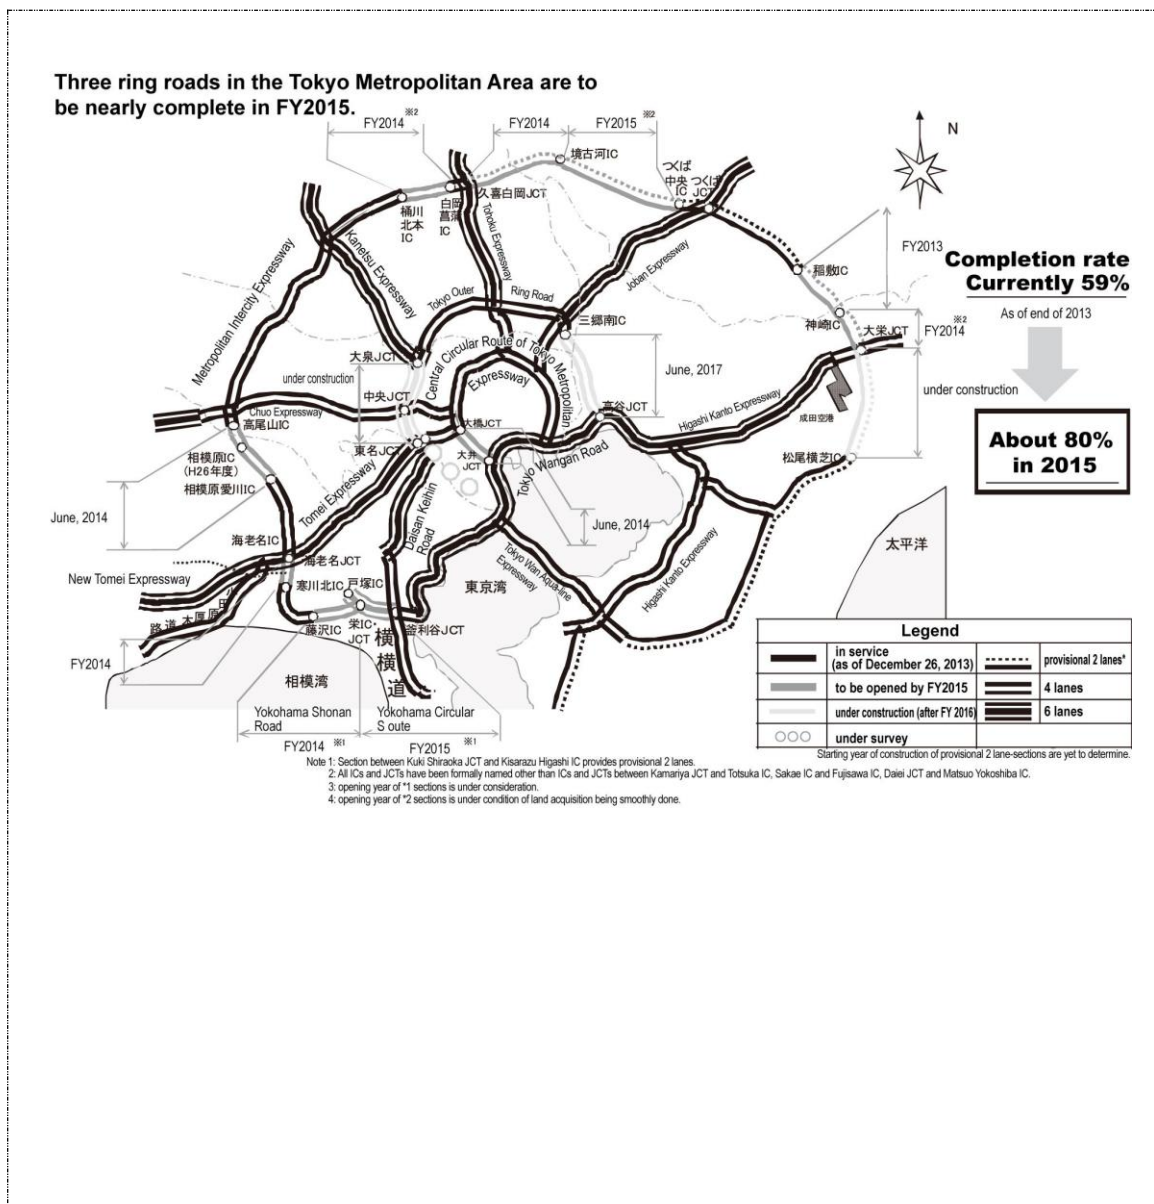 Three ring roads in the Tokyo Metropolitan Area are to
be nearly complete in FY2015.
FY2014 ※2
FY2014
FY2015 ※2
N
境古河IC
つくば
中央
IC
つくば
JCT
久喜白岡JCT
白岡
菖蒲
IC
桶川
北本
IC
Tohoku Expressway
Kanetsu Expressway
Metropolitan Intercity Expressway
Joban Expressway
Tokyo Outer
Ring Road
FY2013
稲敷IC
Completion rate
Currently 59%
As of end of 2013
神崎IC
大栄JCT
FY2014 ※2
三郷南IC
大泉JCT
under construction
Central Circular Route of Tokyo Metropolitan
Expressway
June, 2017
under construction
中央JCT
Chuo Expressway
高尾山IC
大橋JCT
高谷JCT
Higashi Kanto Expressway
成田空港
About 80%
in 2015
東名JCT
大井
JCT
Tokyo Wangan Road
松尾横芝IC
相模原IC
(H26年度)
相模原愛川IC
Tomei Expressway
Daisan Keihin
Road
June, 2014
June, 2014
海老名IC
海老名JCT
Tokyo Wan Aqua-line
Expressway
Higashi Kanto Expressway
太平洋
New Tomei Expressway
寒川北IC
戸塚IC
東京湾
小田原厚木道路
藤沢IC
栄IC・
JCT
釜利谷JCT
横横道
FY2014
相模湾
Yokohama Shonan
Road
Yokohama Circular
S oute
FY2014 ※1
FY2015 ※1
Legend
in service
(as of December 26, 2013)
provisional 2 lanes*
to be opened by FY2015
4 lanes
under construction (after FY 2016)
6 lanes
under survey
Starting year of construction of provisional 2 lane-sections are yet to determine.
Note 1: Section between Kuki Shiraoka JCT and Kisarazu Higashi IC provides provisional 2 lanes.
2: All ICs and JCTs have been formally named other than ICs and JCTs between Kamariya JCT and Totsuka IC, Sakae IC and Fujisawa IC, Daiei JCT and Matsuo Yokoshiba IC.
3: opening year of *1 sections is under consideration.
4: opening year of *2 sections is under condition of land acquisition being smoothly done.